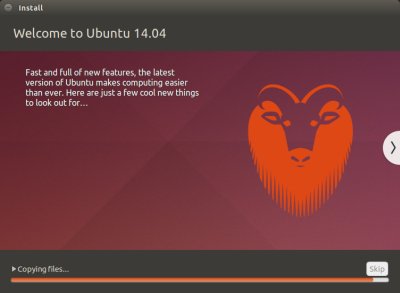 Install
Welcome to Ubuntu 14.04
Fast and full of new features, the latest
version of Ubuntu makes computing easier
than ever. Here are just a few cool new things
to look out for…
Copying files...
Skip